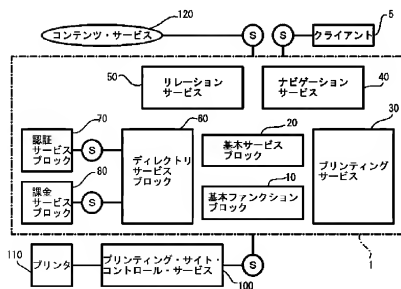 120
コンテンツ・サービス
S
S
クライアント
5
50
リレーション
サービス
ナビゲーション
サービス
40
70
認証
サービス
ブロック
S
60
ディレクトリ
サービス
ブロック
20
基本サービス
ブロック
30
プリンティング
サービス
80
課金
サービス
ブロック
S
10
基本ファンクション
ブロック
1
110
プリンタ
プリンティング・サイト・
コントロール・サービス
100
S